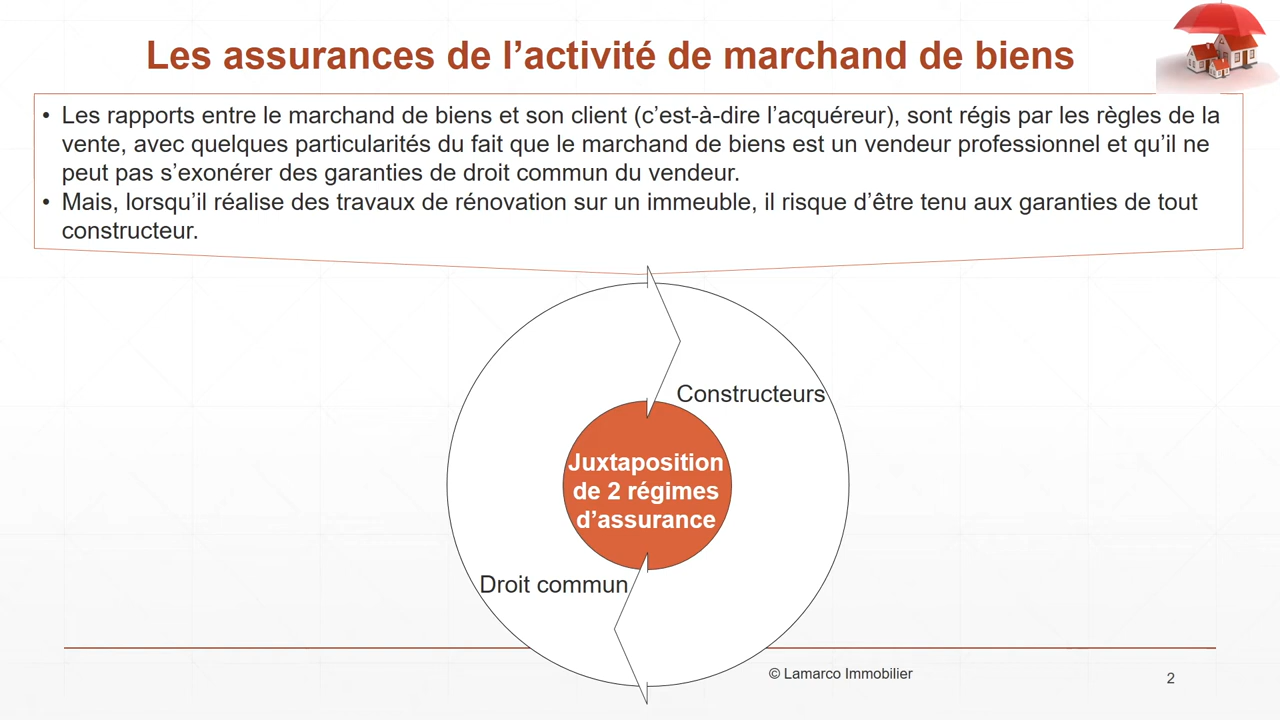 Les assurances de l’activité de marchand de biens
• Les rapports entre le marchand de biens et son client (c’est-à-dire l’acquéreur), sont régis par les règles de la
vente, avec quelques particularités du fait que le marchand de biens est un vendeur professionnel et qu’il ne
peut pas s’exonérer des garanties de droit commun du vendeur.
• Mais, lorsqu’il réalise des travaux de rénovation sur un immeuble, il risque d’être tenu aux garanties de tout
constructeur.
Constructeurs
Juxtaposition
de 2 régimes
d’assurance
Droit commun
© Lamarco Immobilier
2